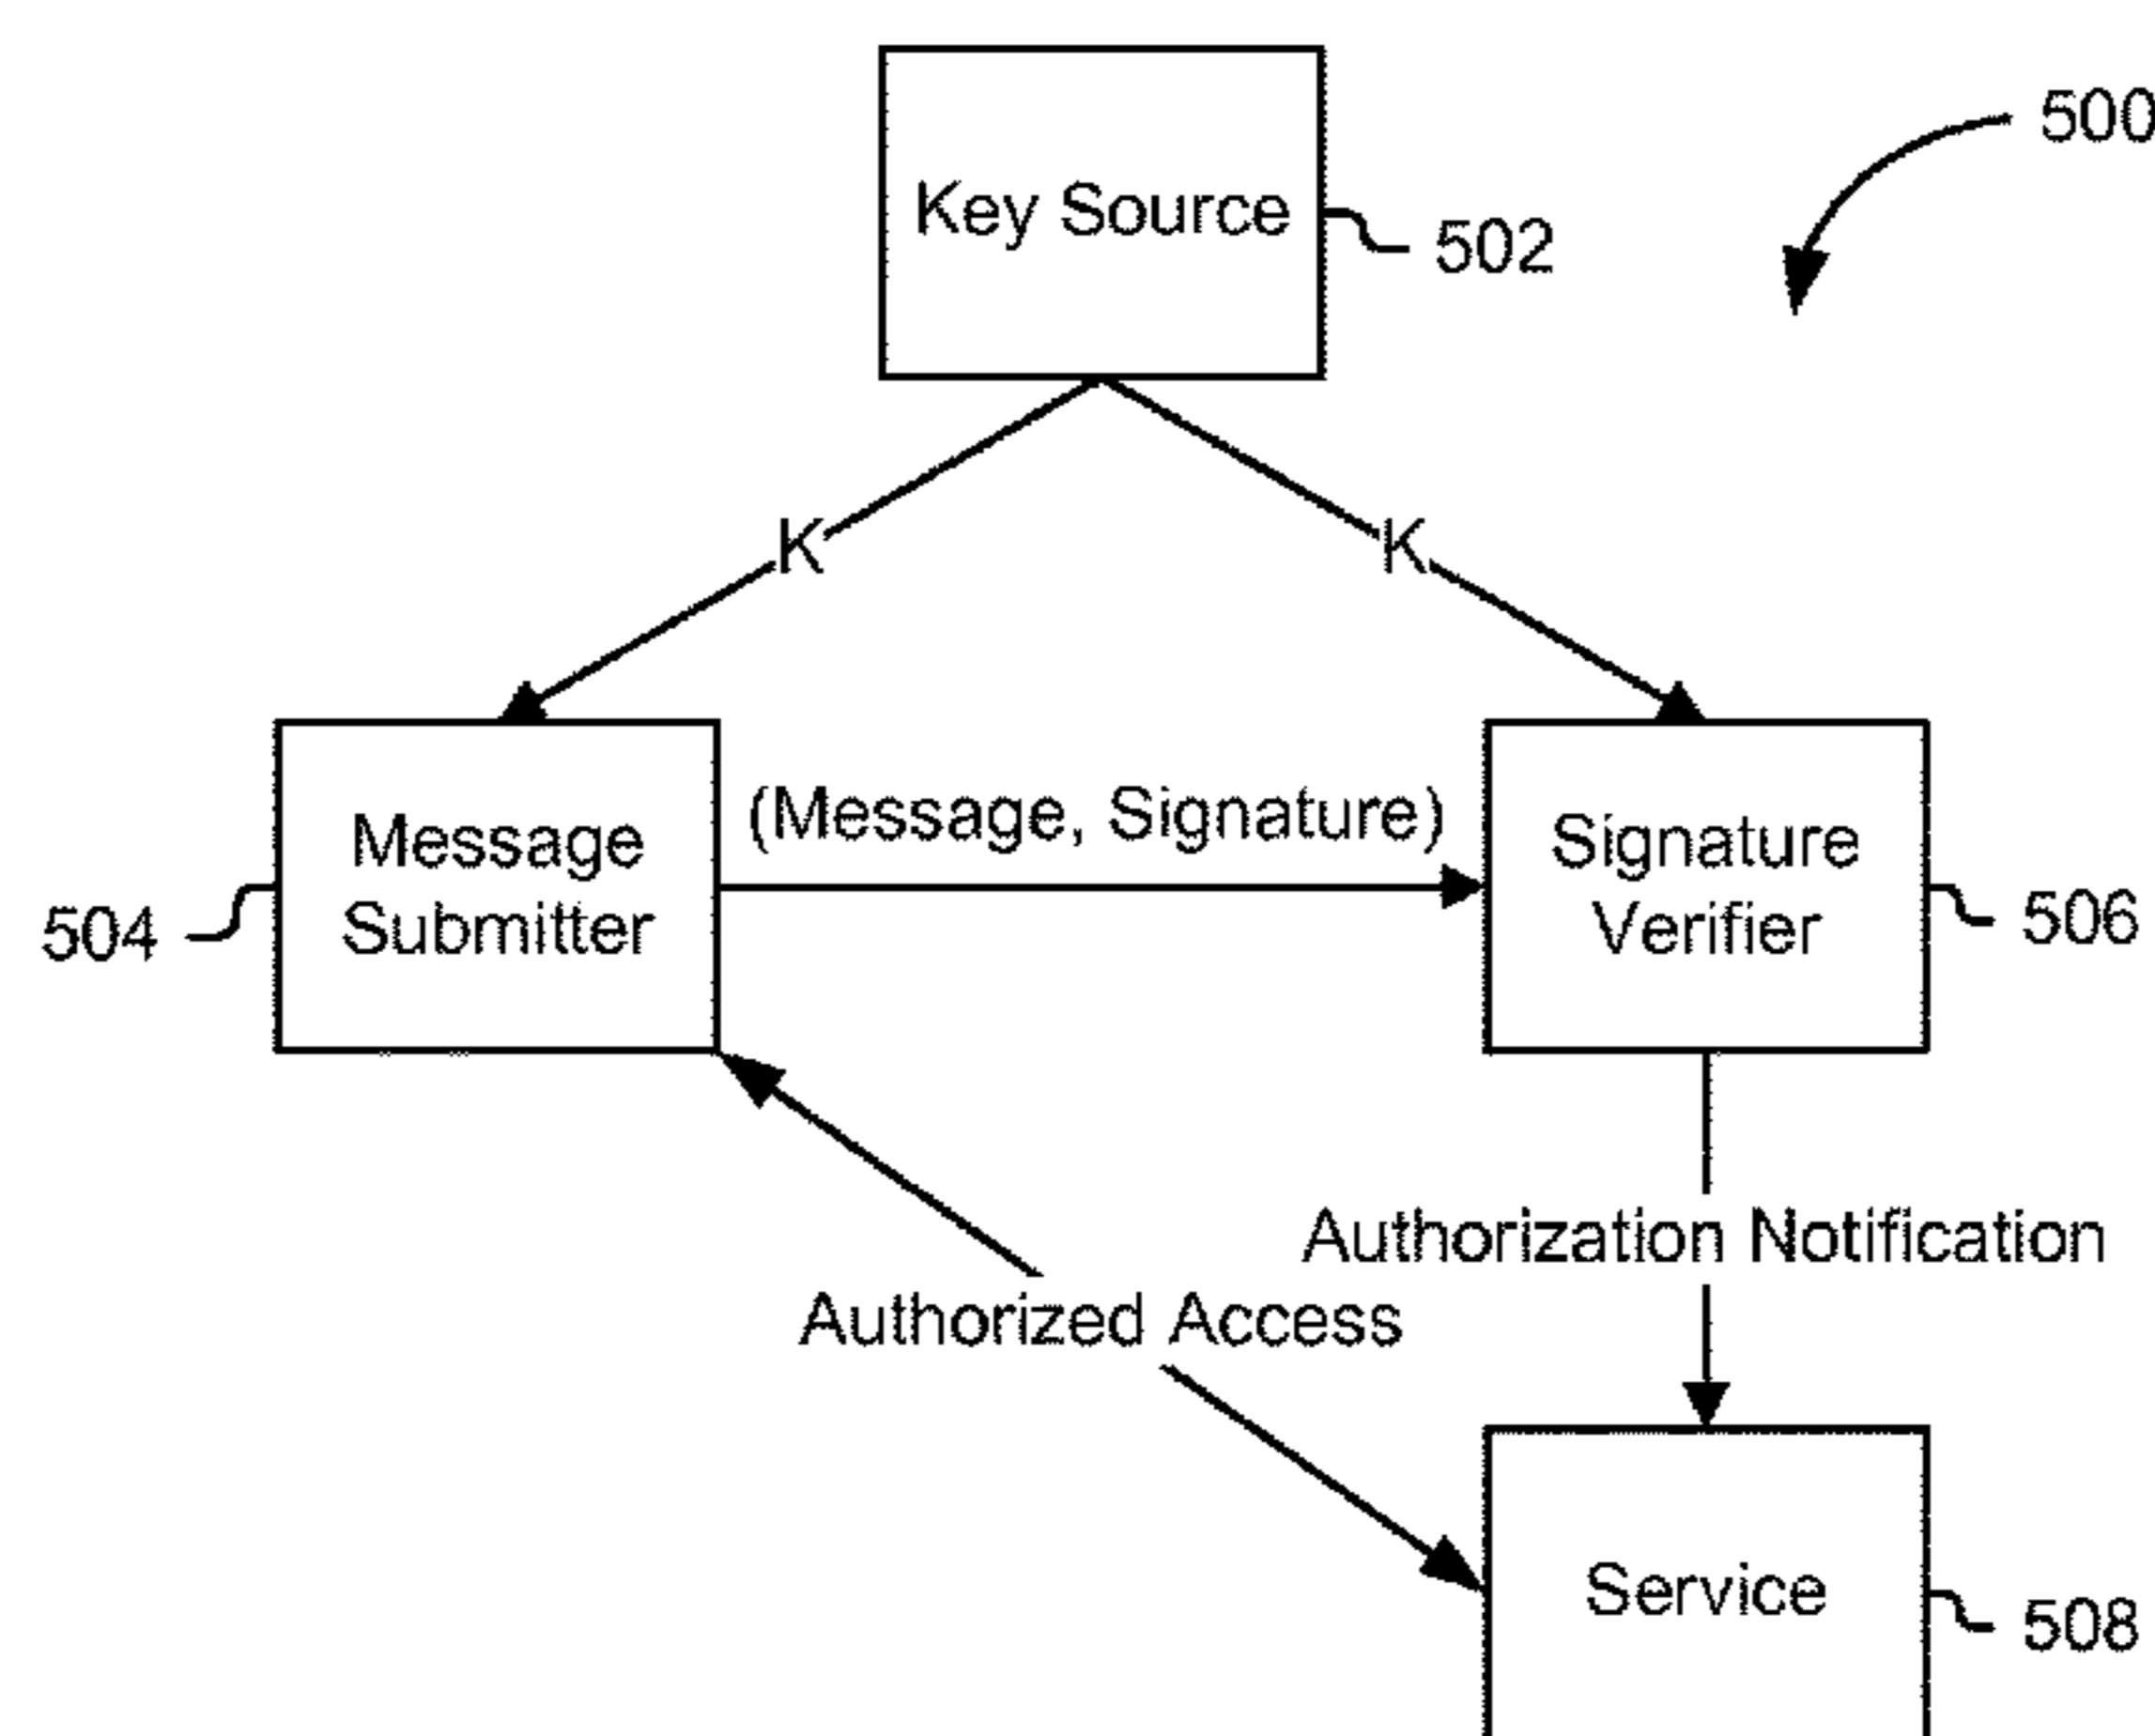 500
Key Source
502
K
K
(Message, Signature)
Message
Submitter
504
Signature
Verifier
506
Authorization Notification
Authorized Access
Service
508